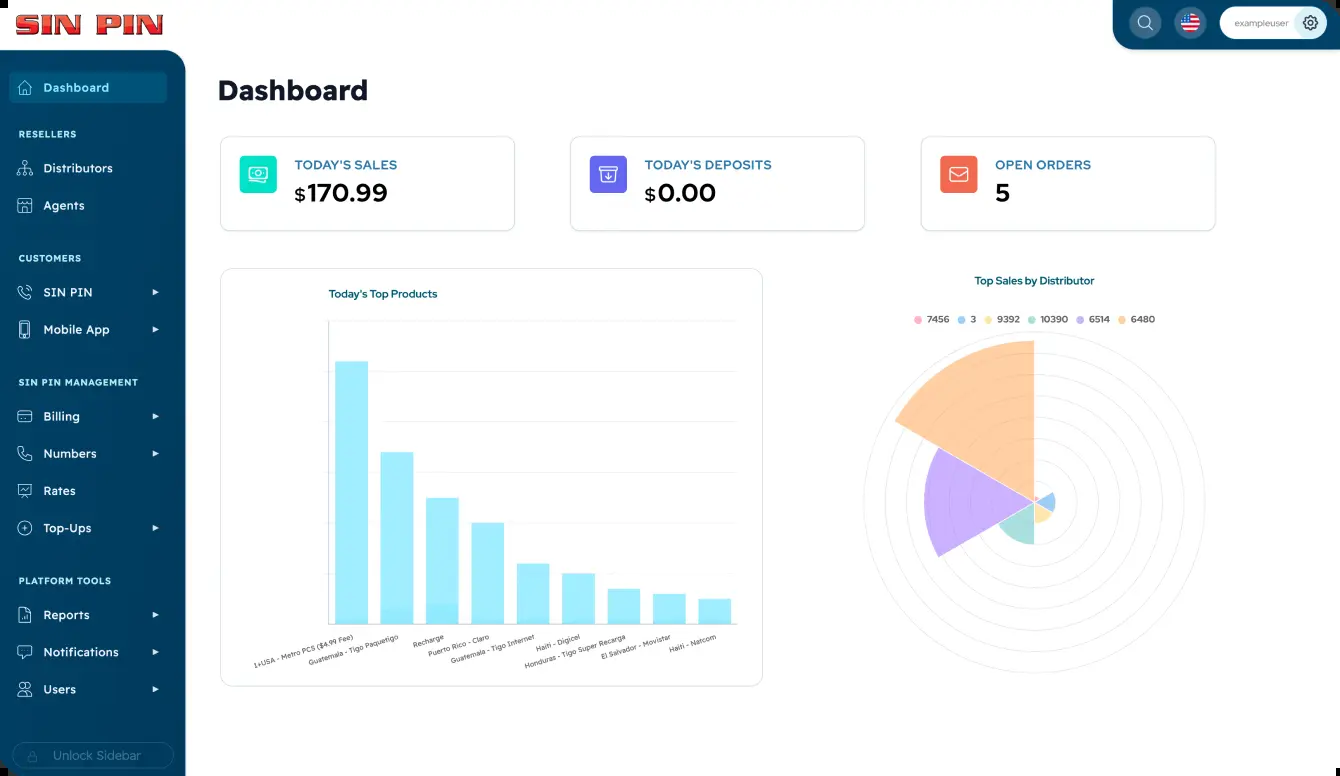 SIN PIN
exampleuser
Dashboard
RESELLERS
Distributors
Agents
CUSTOMERS
SIN PIN
Mobile App
SIN PIN MANAGEMENT
Billing
Numbers
Rates
Top-Ups
PLATFORM TOOLS
Reports
Notifications
Users
Unlock Sidebar
Dashboard
TODAY'S SALES
$170.99
TODAY'S DEPOSITS
$0.00
OPEN ORDERS
5
Today's Top Products
1+USA - Metro PCS ($4.99 Fee)
Guatemala - Tigo Paquetigo
Recharge
Puerto Rico - Claro
Guatemala - Tigo Internet
Haiti - Digicel
Honduras - Tigo Super Recarga
El Salvador - Movistar
Haiti - Natcom
Top Sales by Distributor
7456 3 9392 10390 6514 6480